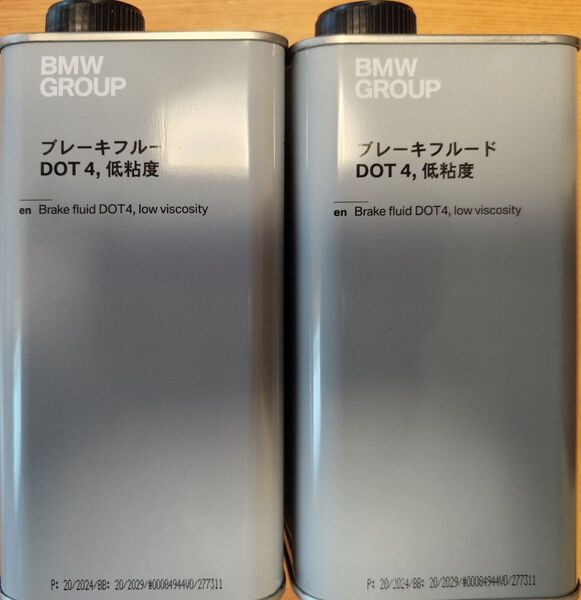 BMW
GROUP
ブレーキフルー
DOT 4, 低粘度
en Brake fluid DOT4, low viscosity
P: 20/2024/BB: 20/2029/#00084944V0/277311
BMW
GROUP
ブレーキフルード
DOT 4, 低粘度
en Brake fluid DOT4, low viscosity
P: 20/2024/BB: 20/2029/#00084944V0/277311